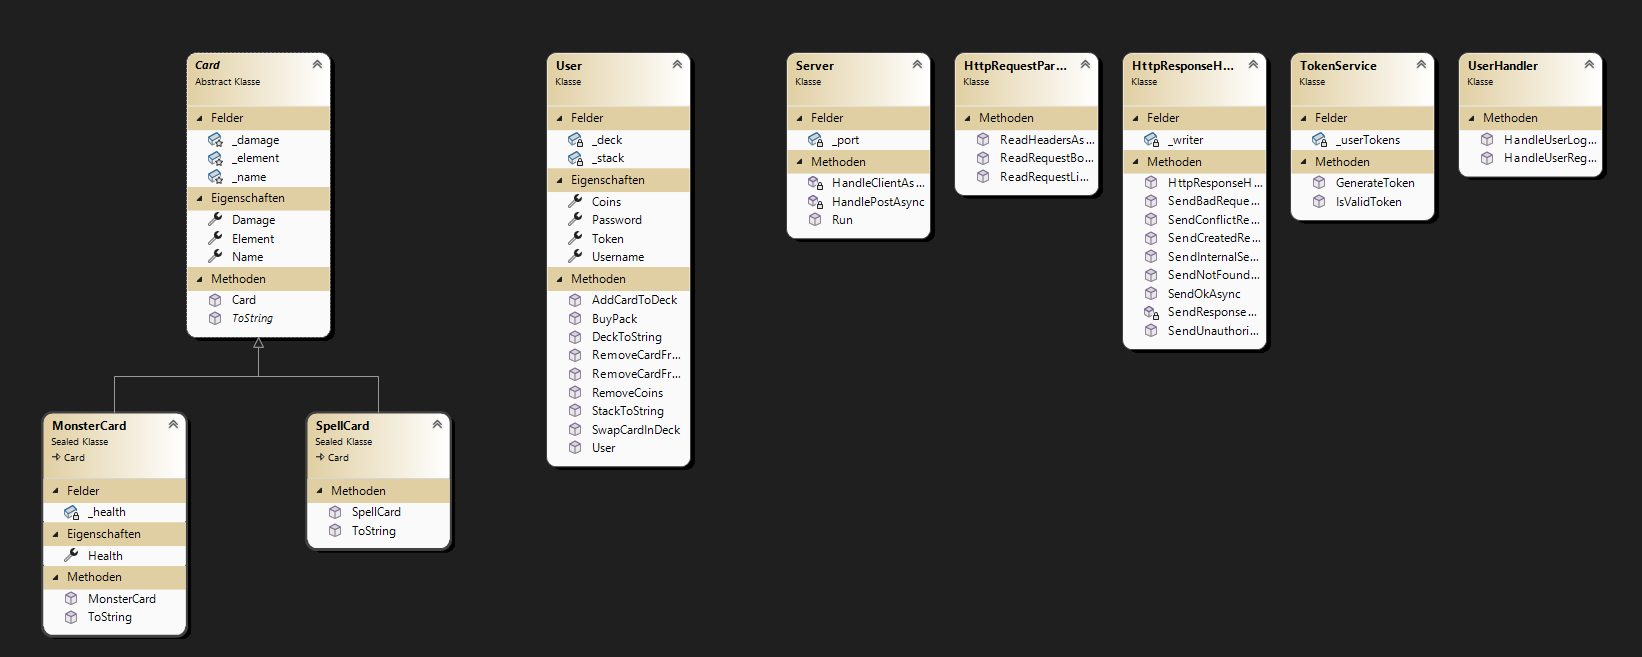 Card
Abstract Klasse
Felder
_damage
_element
_name
Eigenschaften
Damage
Element
Name
Methoden
Card
ToString
MonsterCard
Sealed Klasse
Card
Felder
_health
Eigenschaften
Health
Methoden
MonsterCard
ToString
SpellCard
Sealed Klasse
Card
Methoden
SpellCard
ToString
User
Klasse
Felder
_deck
_stack
Eigenschaften
Coins
Password
Token
Username
Methoden
AddCardToDeck
BuyPack
DeckToString
RemoveCardFr...
RemoveCardFr...
RemoveCoins
StackToString
SwapCardInDeck
User
Server
Klasse
Felder
_port
Methoden
HandleClientAs...
HandlePostAsync
Run
HttpRequestPar...
Klasse
Methoden
ReadHeadersAs...
ReadRequestBo...
ReadRequestLi...
HttpResponseH...
Klasse
Felder
_writer
Methoden
HttpResponseH...
SendBadReque...
SendConflictRe...
SendCreatedRe...
SendInternalSe...
SendNotFound...
SendOkAsync
SendResponse...
SendUnauthori...
TokenService
Klasse
Felder
_userTokens
Methoden
GenerateToken
IsValidToken
UserHandler
Klasse
Methoden
HandleUserLog...
HandleUserReg...